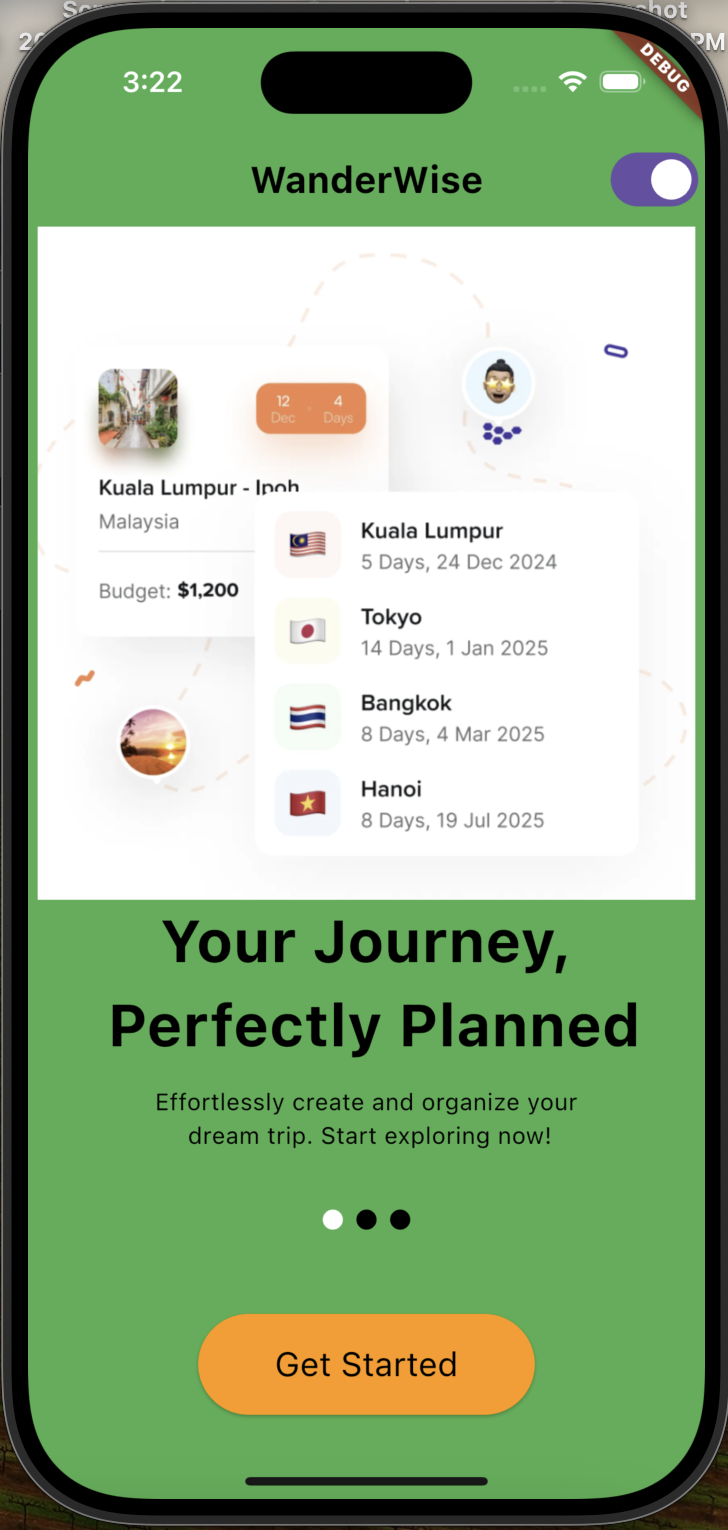 shot
PM
3:22
DEBUG
WanderWise
12
Dec
4
Days
Kuala Lumpur - Ipoh
Malaysia
Budget: $1,200
Kuala Lumpur
5 Days, 24 Dec 2024
Tokyo
14 Days, 1 Jan 2025
Bangkok
8 Days, 4 Mar 2025
Hanoi
8 Days, 19 Jul 2025
Your Journey,
Perfectly Planned
Effortlessly create and organize your
dream trip. Start exploring now!
Get Started